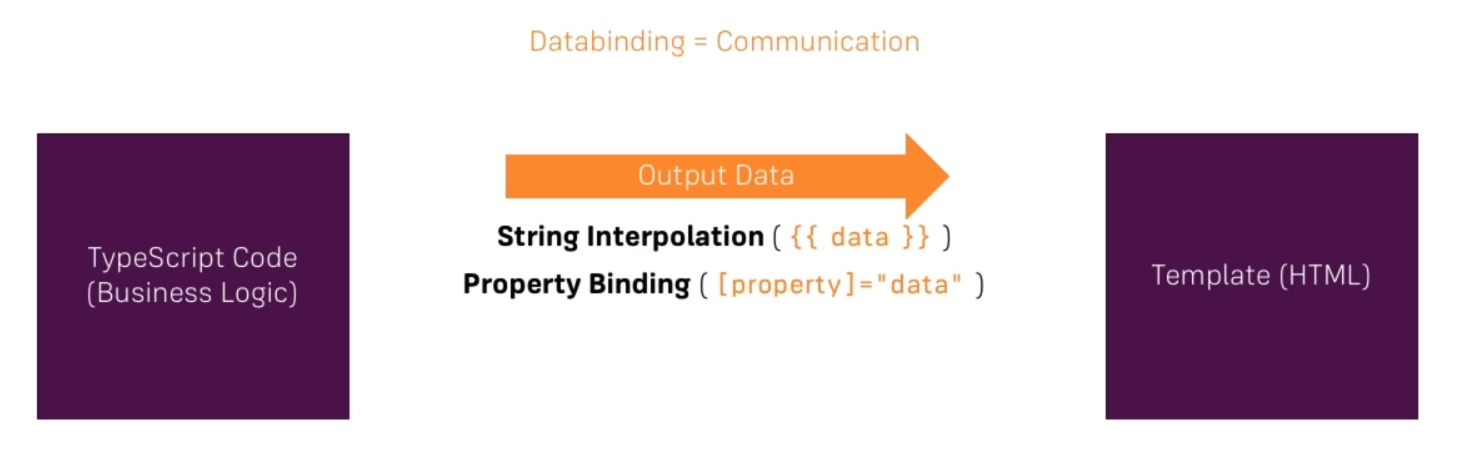 Databinding = Communication
Output Data
String Interpolation ( {{ data }} )
Property Binding ( [property]="data" )
TypeScript Code
(Business Logic)
Template (HTML)